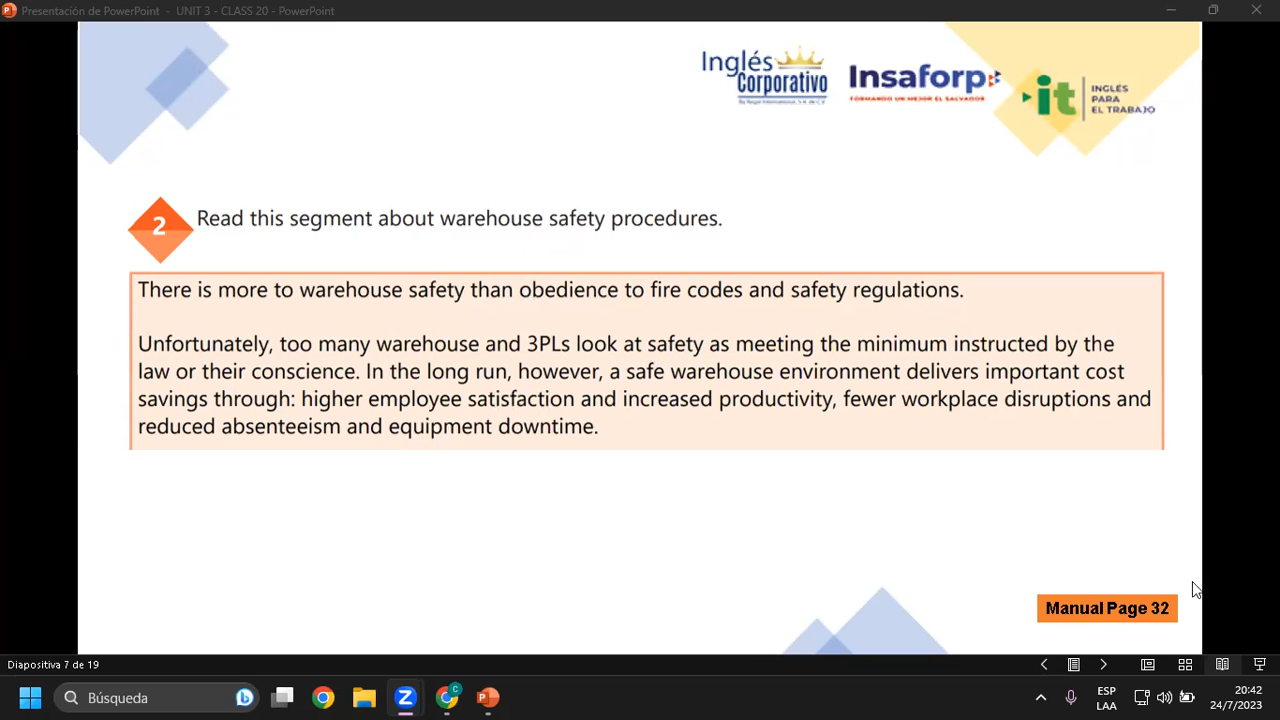 Presentación de PowerPoint - UNIT 3 - CLASS 20 - PowerPoint
Inglés
Corporativo
Insaforp
FORMANDO UN MEJOR EL SALVADOR
it
INGLÉS
PARA
EL TRABAJO
2
Read this segment about warehouse safety procedures.
There is more to warehouse safety than obedience to fire codes and safety regulations.
Unfortunately, too many warehouse and 3PLs look at safety as meeting the minimum instructed by the
law or their conscience. In the long run, however, a safe warehouse environment delivers important cost
savings through: higher employee satisfaction and increased productivity, fewer workplace disruptions and
reduced absenteeism and equipment downtime.
Manual Page 32
Diapositiva 7 de 19
Búsqueda
ESP
LAA
20:42
24/7/2023